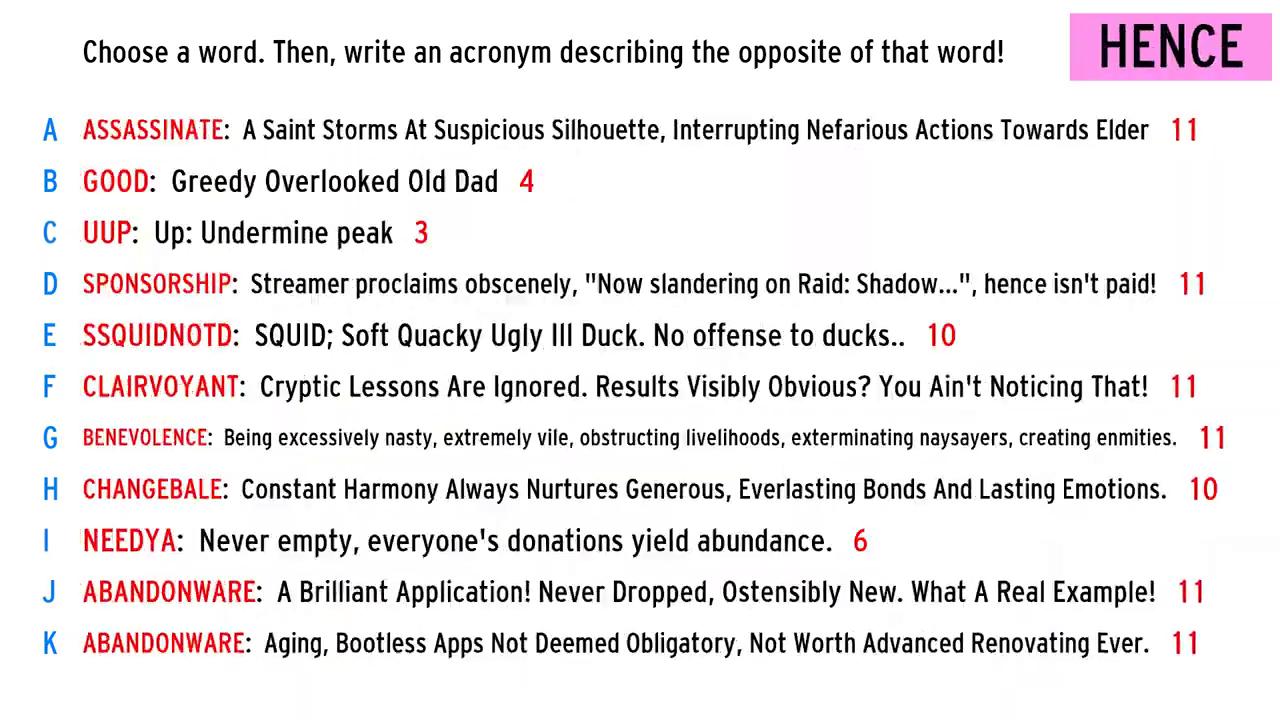 Choose a word. Then, write an acronym describing the opposite of that word!
HENCE
A ASSASSINATE: A Saint Storms At Suspicious Silhouette, Interrupting Nefarious Actions Towards Elder 11
B GOOD: Greedy Overlooked Old Dad 4
C UUP: Up: Undermine peak 3
D SPONSORSHIP: Streamer proclaims obscenely, "Now slandering on Raid: Shadow...", hence isn't paid! 11
E SSQUIDNOTD: SQUID; Soft Quacky Ugly Ill Duck. No offense to ducks.. 10
F CLAIRVOYANT: Cryptic Lessons Are Ignored. Results Visibly Obvious? You Ain't Noticing That! 11
G BENEVOLENCE: Being excessively nasty, extremely vile, obstructing livelihoods, exterminating naysayers, creating enmities. 11
H CHANGEBALE: Constant Harmony Always Nurtures Generous, Everlasting Bonds And Lasting Emotions. 10
I NEEDYA: Never empty, everyone's donations yield abundance. 6
J ABANDONWARE: A Brilliant Application! Never Dropped, Ostensibly New. What A Real Example! 11
K ABANDONWARE: Aging, Bootless Apps Not Deemed Obligatory, Not Worth Advanced Renovating Ever. 11